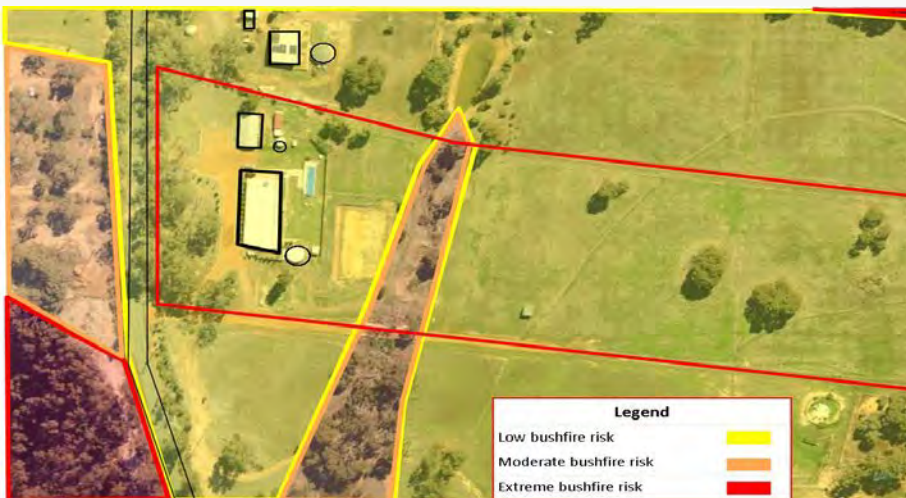 Legend
Low bushfire risk
Moderate bushfire risk
Extreme bushfire risk